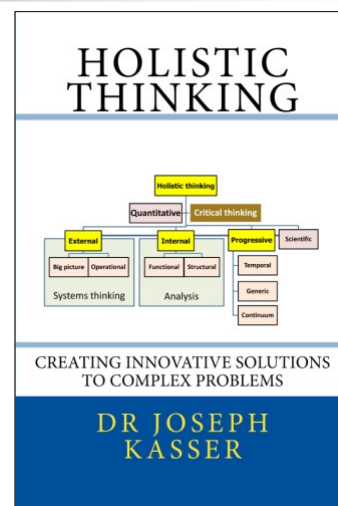 HOLISTIC
THINKING
Holistic thinking
Quantitative Critical thinking
External Internal Progressive Scientific
Big picture Operational Functional Structural Temporal
Systems thinking Analysis Generic
Continuum
CREATING INNOVATIVE SOLUTIONS
TO COMPLEX PROBLEMS
DR JOSEPH
KASSER